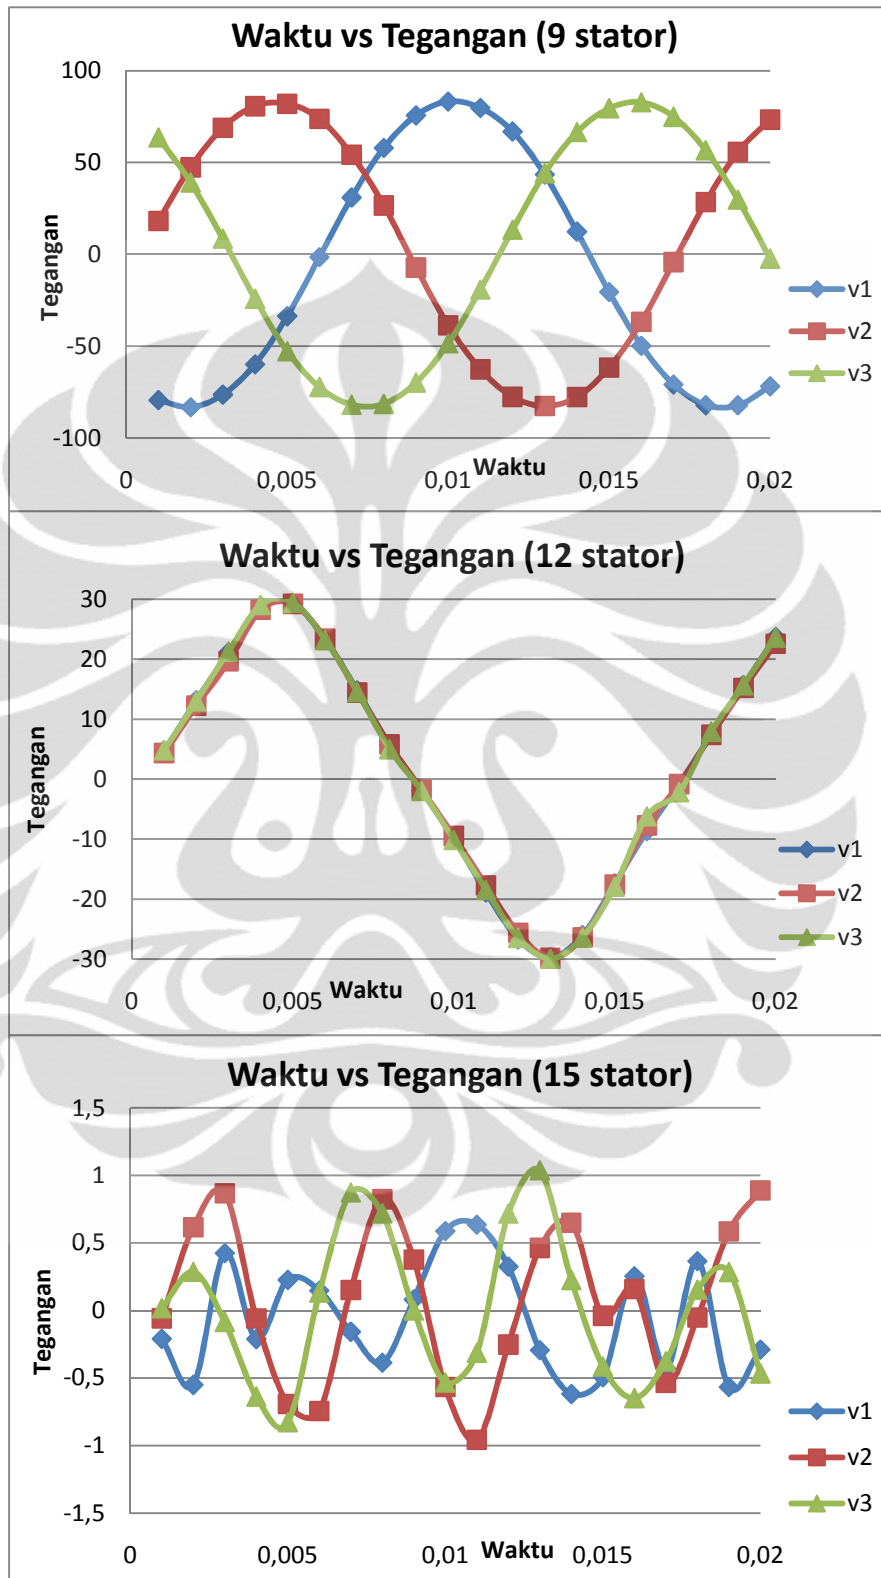 Waktu vs Tegangan (9 stator)
100
50
0
-50
-100
Tegangan
v1
v2
v3
0 0,005 0,01 0,015 0,02
Waktu
Waktu vs Tegangan (12 stator)
30
20
10
0
-10
-20
-30
Tegangan
v1
v2
v3
0 0,005 0,01 0,015 0,02
Waktu
Waktu vs Tegangan (15 stator)
1,5
1
0,5
0
-0,5
-1
-1,5
Tegangan
v1
v2
v3
0 0,005 0,01 0,015 0,02
Waktu